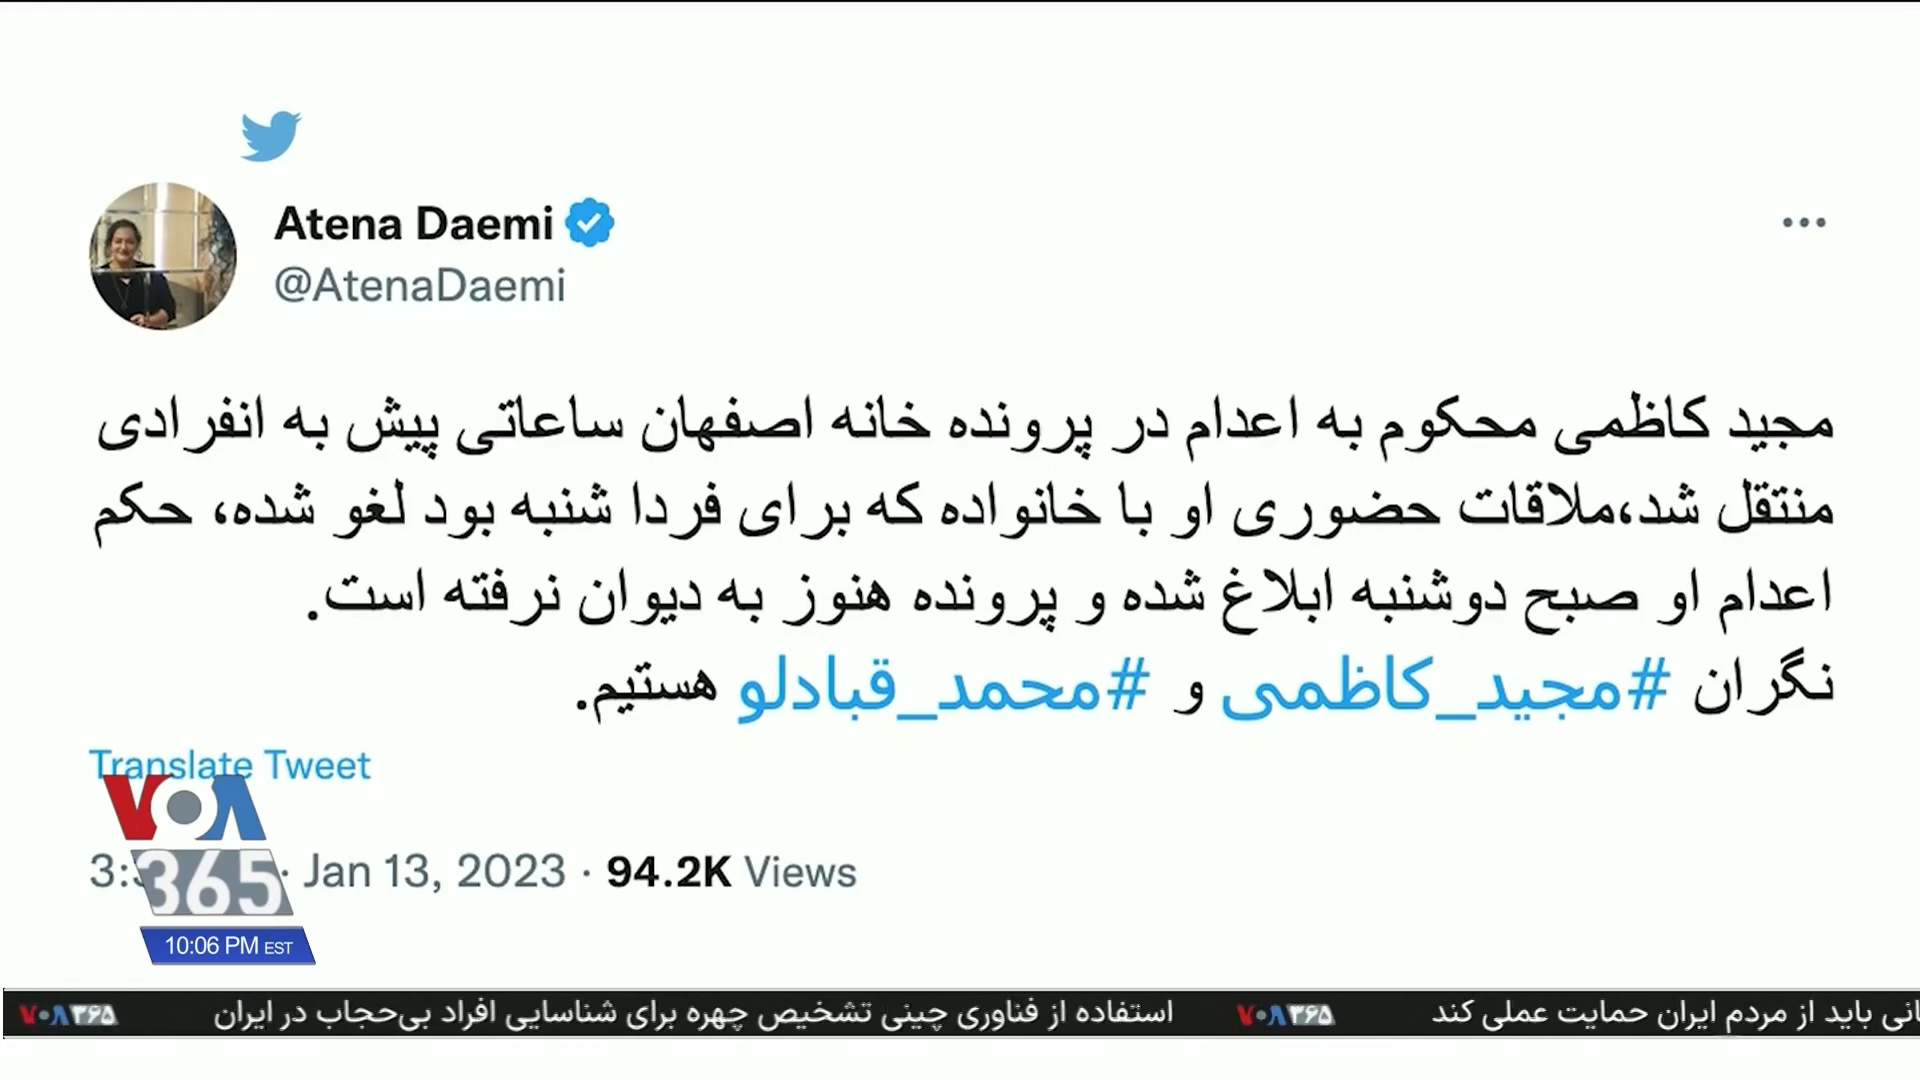 Atena Daemi
@AtenaDaemi
مجید کاظمی محکوم به اعدام در پرونده خانه اصفهان ساعاتی پیش به انفرادی
منتقل شد،ملاقات حضوری او با خانواده که برای فردا شنبه بود لغو شده، حکم
اعدام او صبح دوشنبه ابلاغ شده و پرونده هنوز به دیوان نرفته است.
نگران #مجید_کاظمی و #محمد_قبادلو هستیم.
Translate Tweet
VOA
365
Jan 13, 2023 · 94.2K Views
10:06 PM EST
باید از مردم ایران حمایت عملی کند VOA۳۶۵ استفاده از فناوری چینی تشخیص چهره برای شناسایی افراد بی‌حجاب در ایران VOA۳۶۵